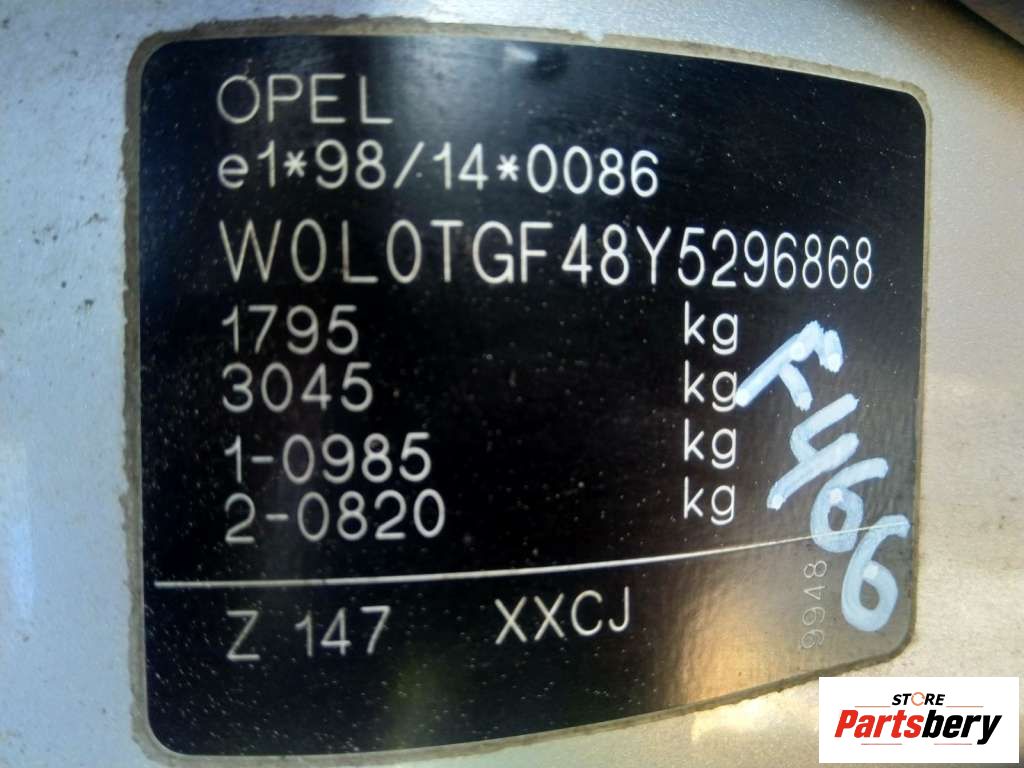 OPEL
e1*98/14*0086
W0L0TGF48Y5296868
1795 kg
3045 kg
1-0985 kg
2-0820 kg
Z 147 XXCJ
9948
STORE
Partsbery